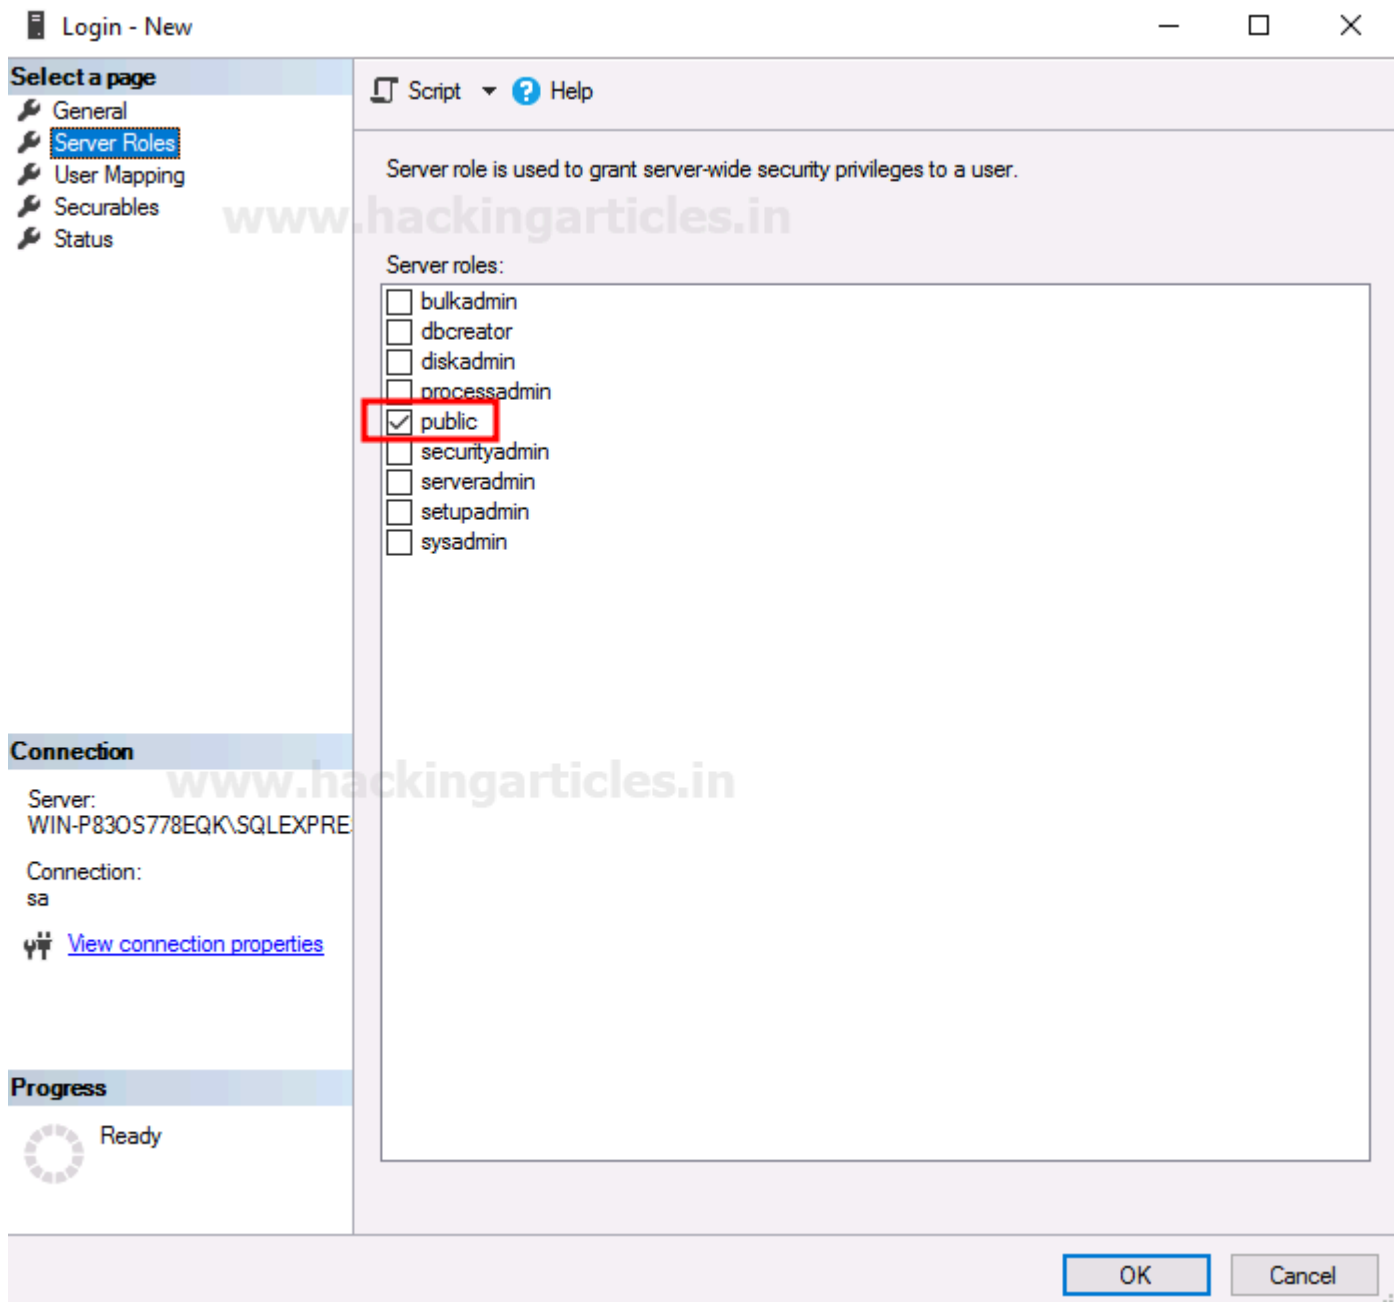 Login - New
Select a page
General
Server Roles
User Mapping
Securables
Status
Script
Help
Server role is used to grant server-wide security privileges to a user.
www.hackingarticles.in
Server roles:
bulkadmin
dbcreator
diskadmin
processadmin
public
securityadmin
serveradmin
setupadmin
sysadmin
Connection
www.hackingarticles.in
Server:
WIN-P83OS778EQK\SQLEXPRE
Connection:
sa
View connection properties
Progress
Ready
OK
Cancel